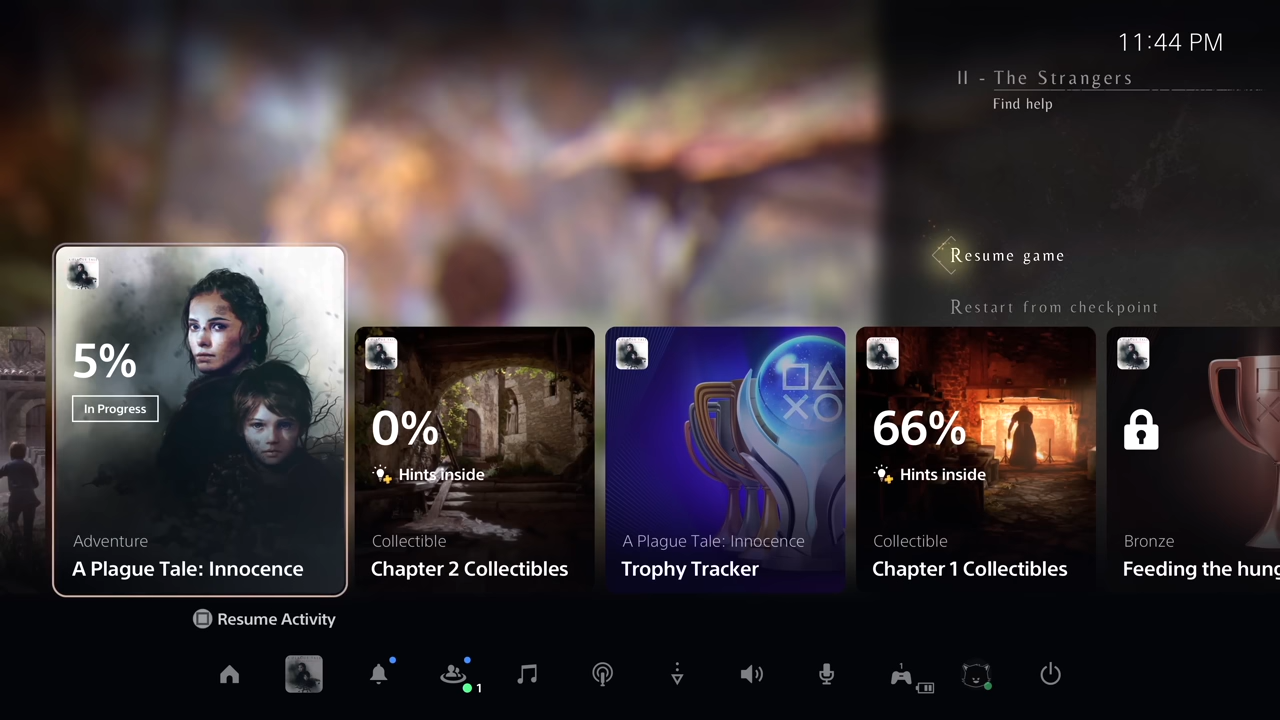 11:44 PM
II - The Strangers
Find help
Resume game
Restart from checkpoint
5%
In Progress
Adventure
A Plague Tale: Innocence
0%
Hints inside
Collectible
Chapter 2 Collectibles
A Plague Tale: Innocence
Trophy Tracker
66%
Hints inside
Collectible
Chapter 1 Collectibles
Bronze
Feeding the hung
Resume Activity
1
1